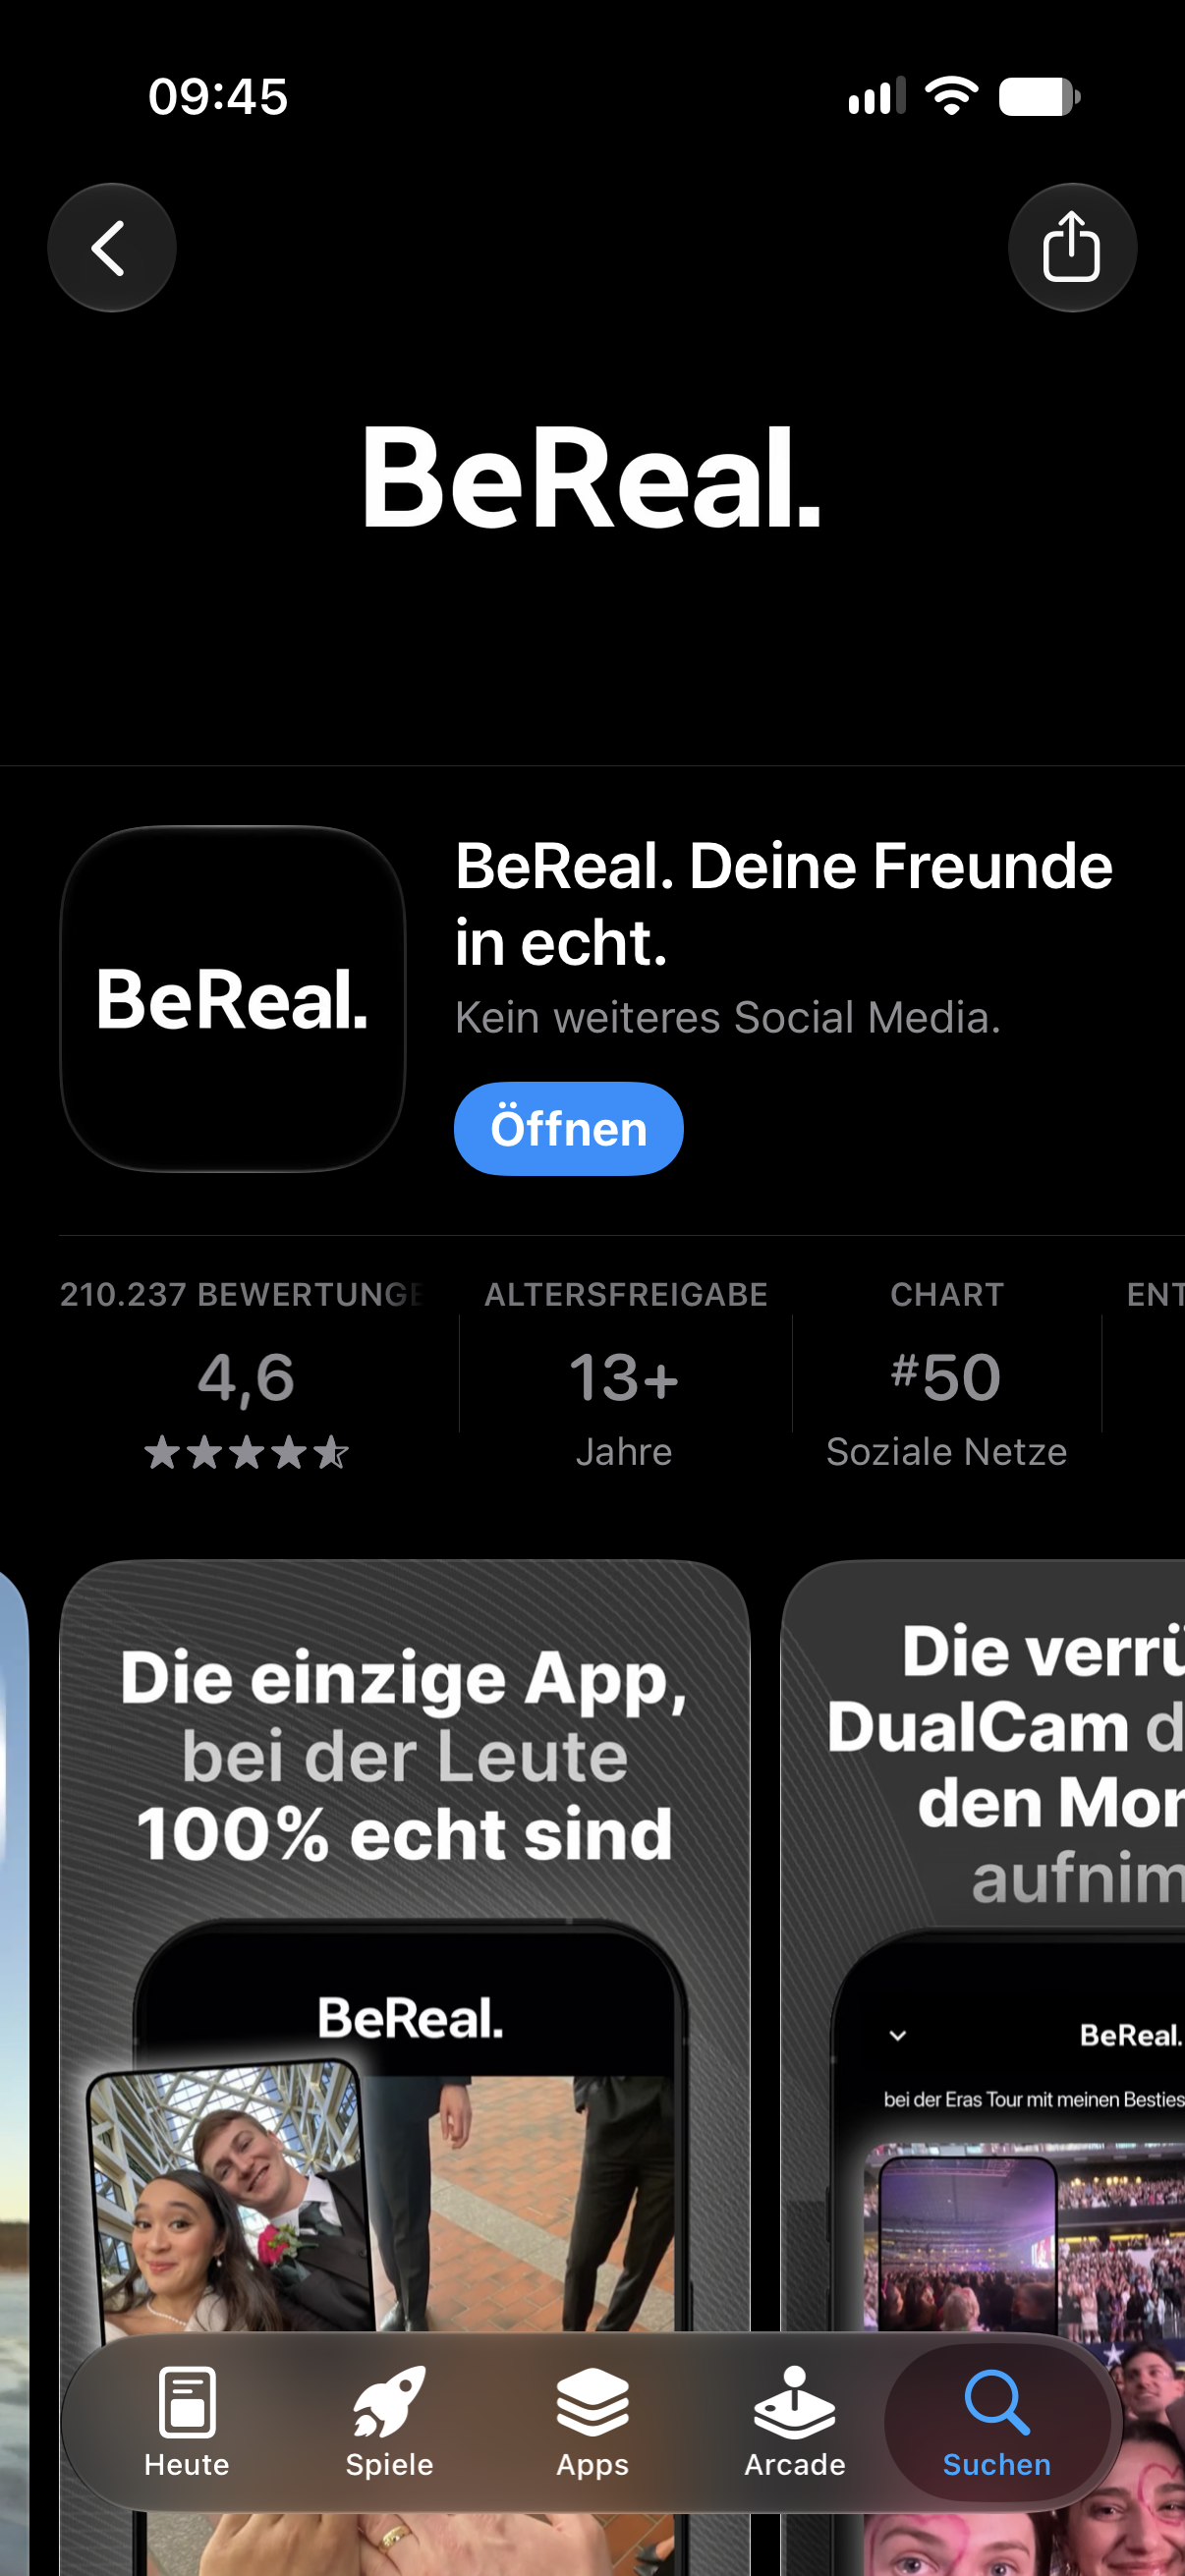 09:45
BeReal.
BeReal.
BeReal. Deine Freunde
in echt.
Kein weiteres Social Media.
Öffnen
210.237 BEWERTUNGE
ALTERSFREIGABE
CHART
ENT
4,6
13+
#50
Jahre
Soziale Netze
Die einzige App,
bei der Leute
100% echt sind
BeReal.
Die verrü
DualCam d
den Mor
aufnim
BeReal.
bei der Eras Tour mit meinen Besties
Heute
Spiele
Apps
Arcade
Suchen